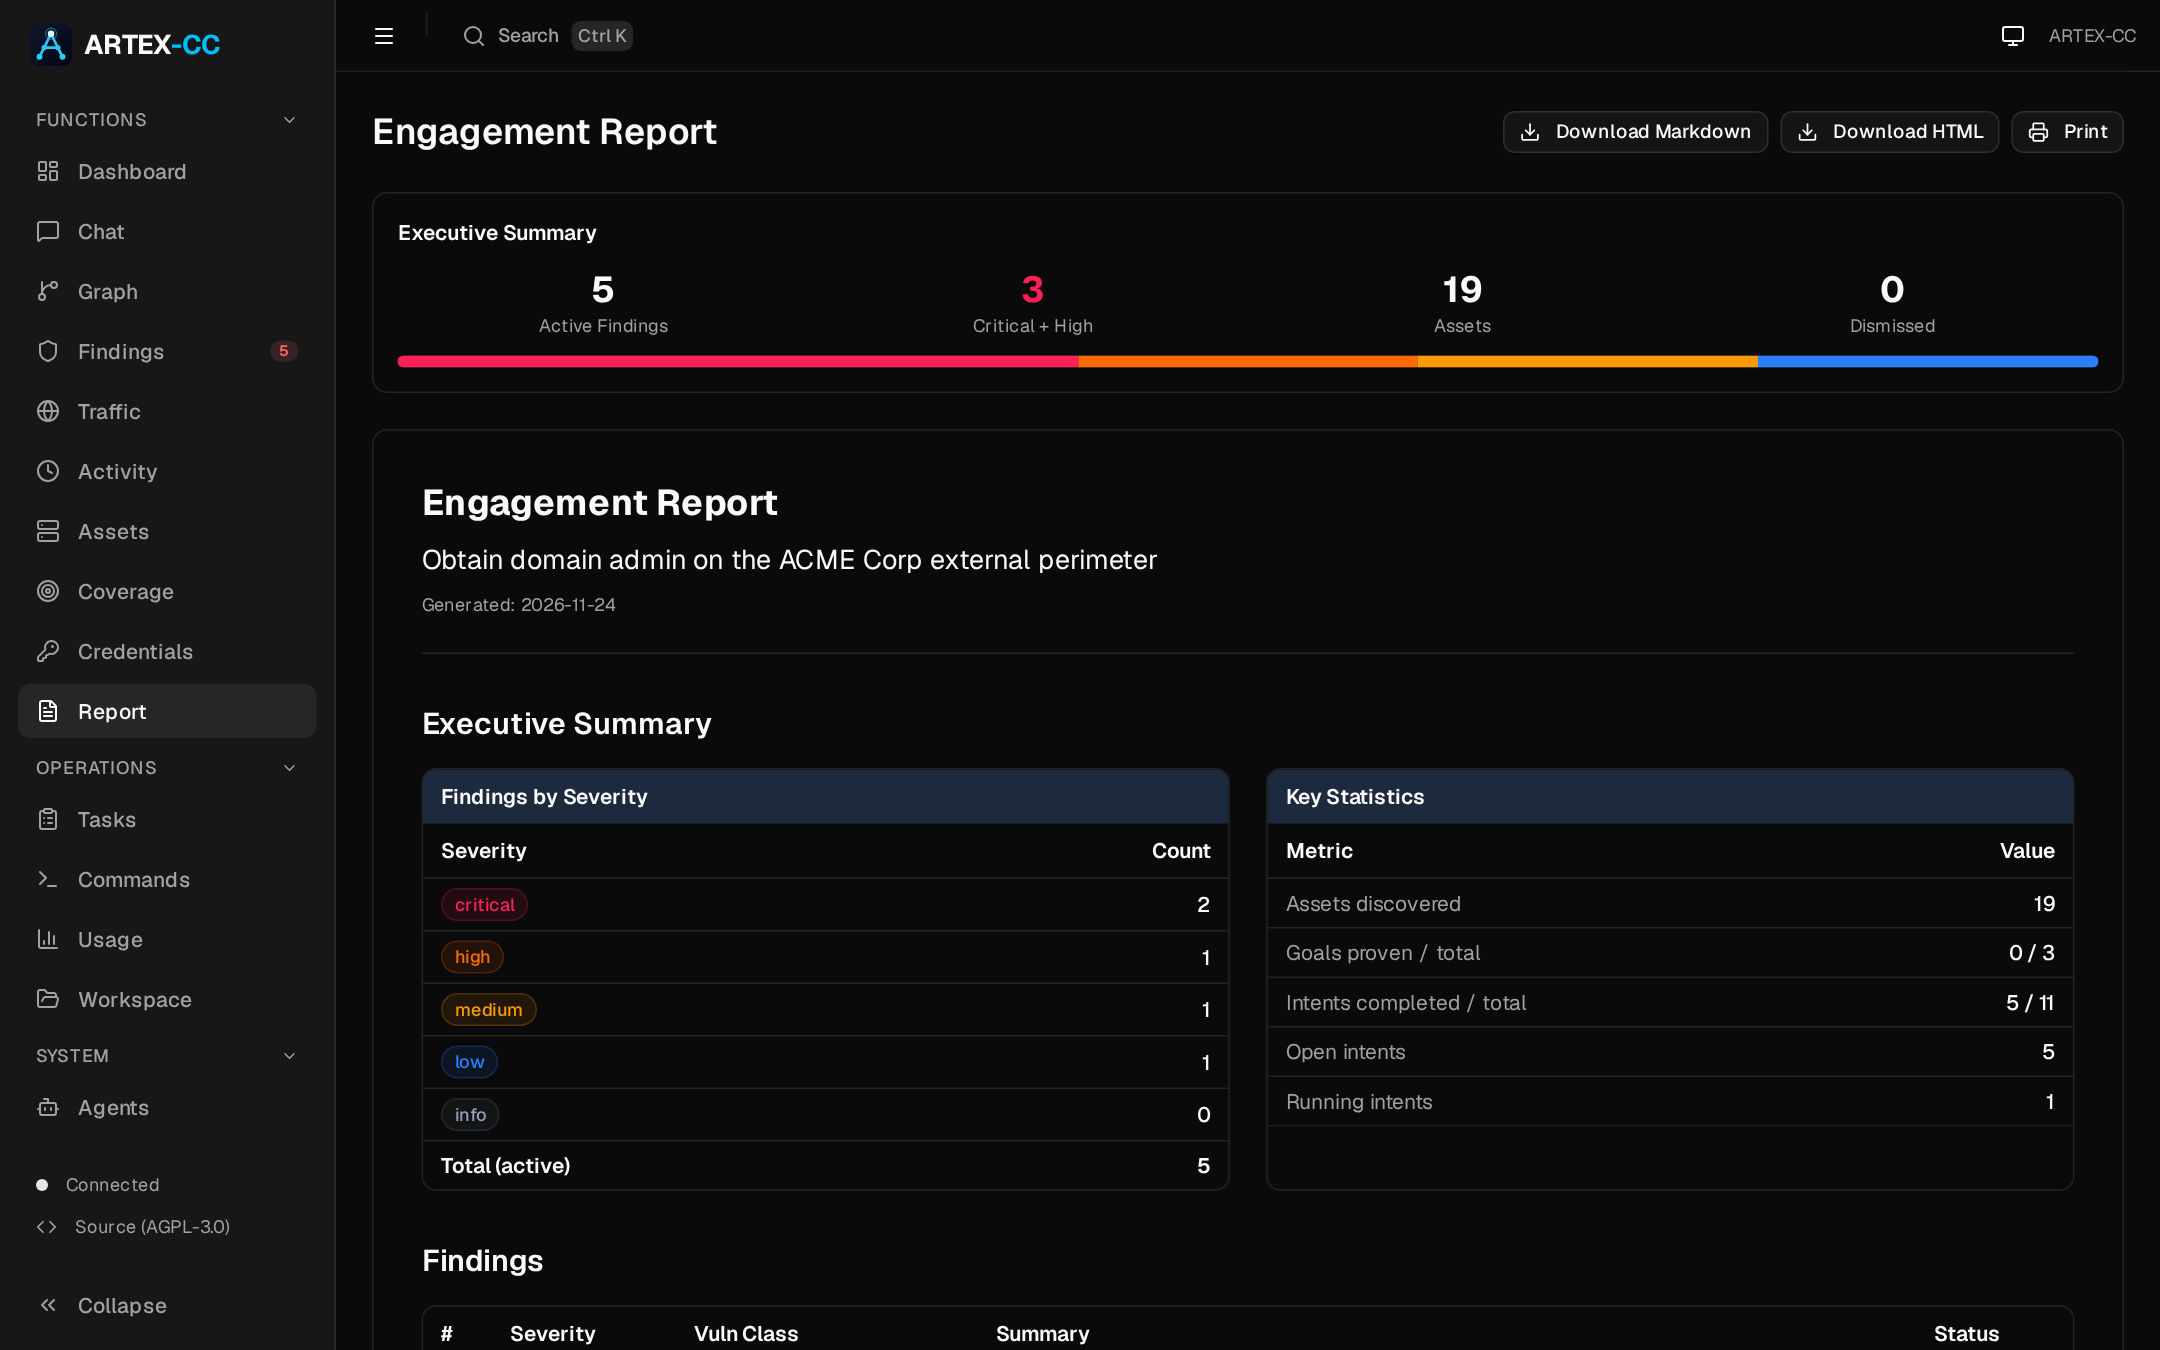 ARTEX-CC
Search Ctrl K
ARTEX-CC
FUNCTIONS
Dashboard
Chat
Graph
Findings 5
Traffic
Activity
Assets
Coverage
Credentials
Report
OPERATIONS
Tasks
Commands
Usage
Workspace
SYSTEM
Agents
Connected
Source (AGPL-3.0)
Collapse
Engagement Report
Download Markdown
Download HTML
Print
Executive Summary
5 3 19 0
Active Findings Critical + High Assets Dismissed
Engagement Report
Obtain domain admin on the ACME Corp external perimeter
Generated: 2026-11-24
Executive Summary
Findings by Severity
Severity Count
critical 2
high 1
medium 1
low 1
info 0
Total (active) 5
Key Statistics
Metric Value
Assets discovered 19
Goals proven / total 0 / 3
Intents completed / total 5 / 11
Open intents 5
Running intents 1
Findings
# Severity Vuln Class Summary Status